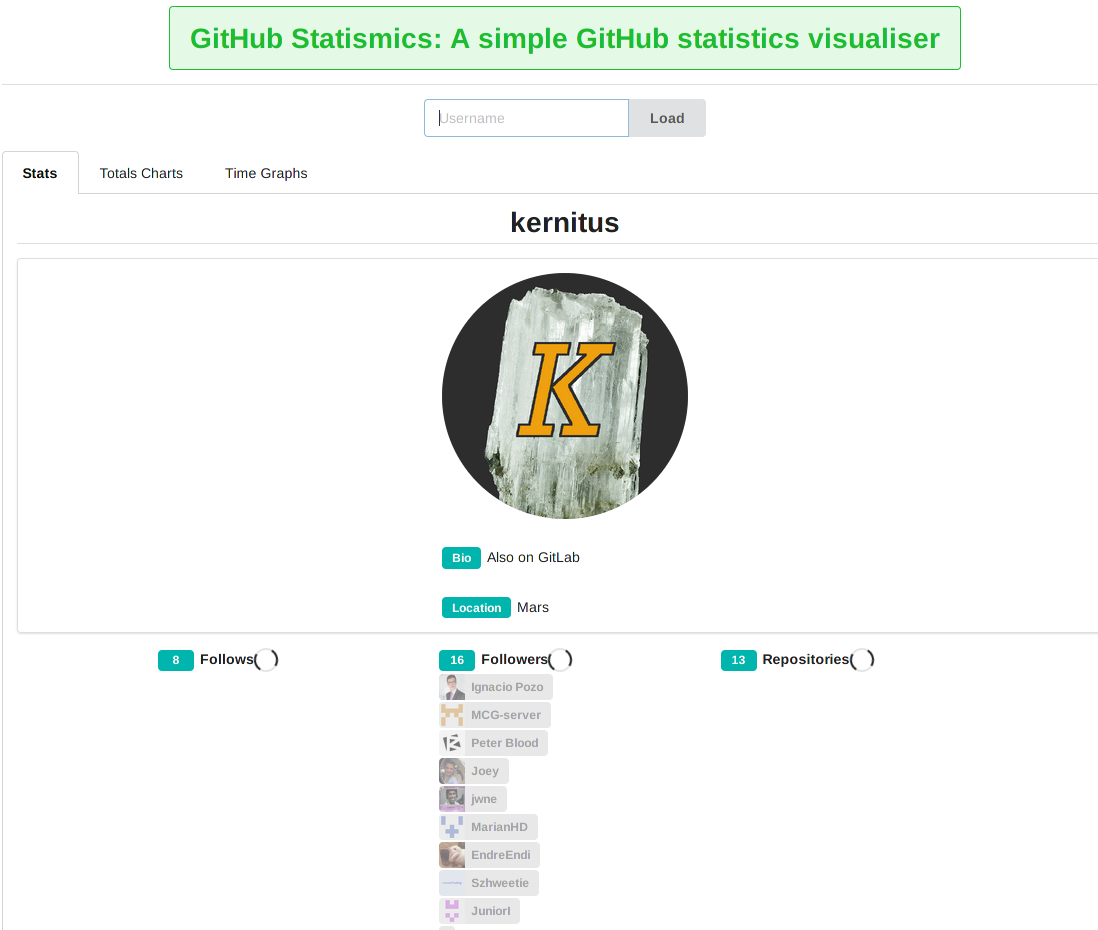 GitHub Statismics: A simple GitHub statistics visualiser
Username Load
Stats Totals Charts Time Graphs
kernitus
K
Bio Also on GitLab
Location Mars
8 Follows 16 Followers 13 Repositories
Ignacio Pozo
MCG-server
Peter Blood
Joey
jwne
MarianHD
EndreEndi
Szhweetie
JuniorI